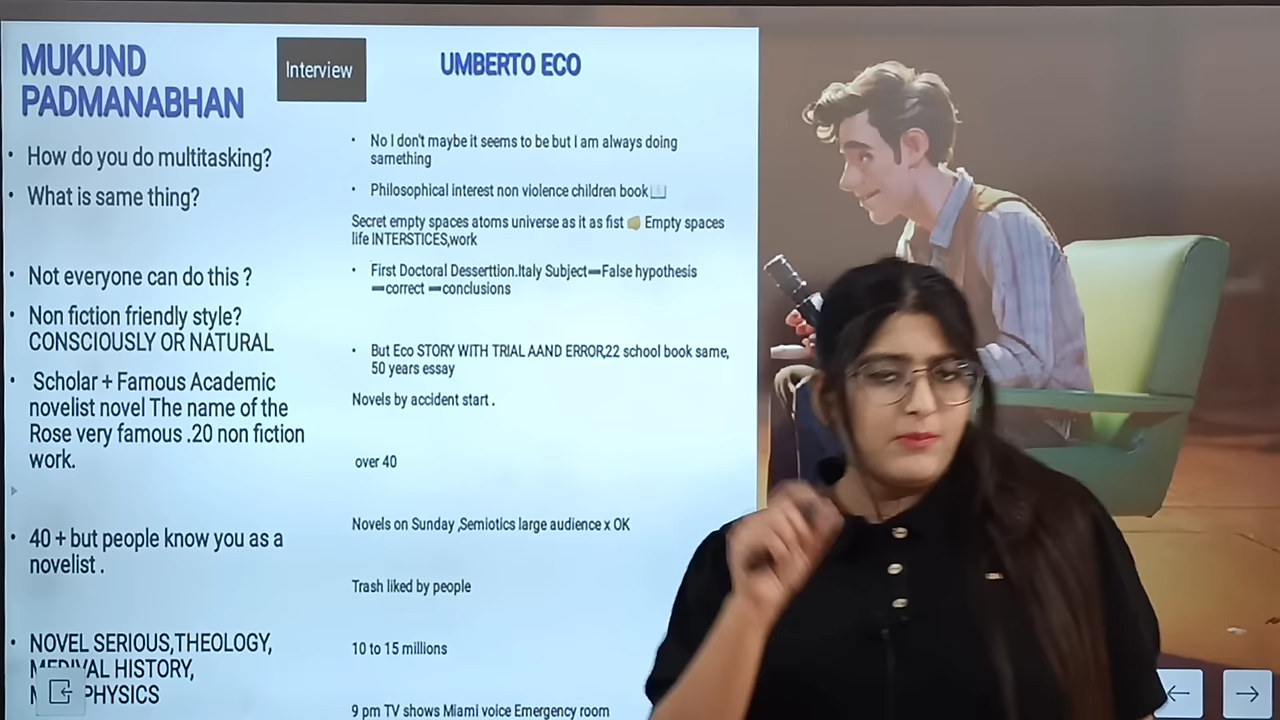 MUKUND
PADMANABHAN
Interview
UMBERTO ECO
• How do you do multitasking?
• What is same thing?
• Not everyone can do this ?
• Non fiction friendly style?
CONSCIOUSLY OR NATURAL
• Scholar + Famous Academic
novelist novel The name of the
Rose very famous .20 non fiction
work.
• 40 + but people know you as a
novelist .
• NOVEL SERIOUS,THEOLOGY,
HISTORY,
• No I don't maybe it seems to be but I am always doing
samething
• Philosophical interest non violence children book📖
Secret empty spaces atoms universe as it as fist 🤛 Empty spaces
life INTERSTICES,work
• First Doctoral Desserttion.Italy Subject➖False hypothesis
➖correct ➖conclusions
• But Eco STORY WITH TRIAL AAND ERROR,22 school book same,
50 years essay
Novels by accident start .
over 40
Novels on Sunday ,Semiotics large audience x OK
Trash liked by people
10 to 15 millions
9 pm TV shows Miami voice Emergency room